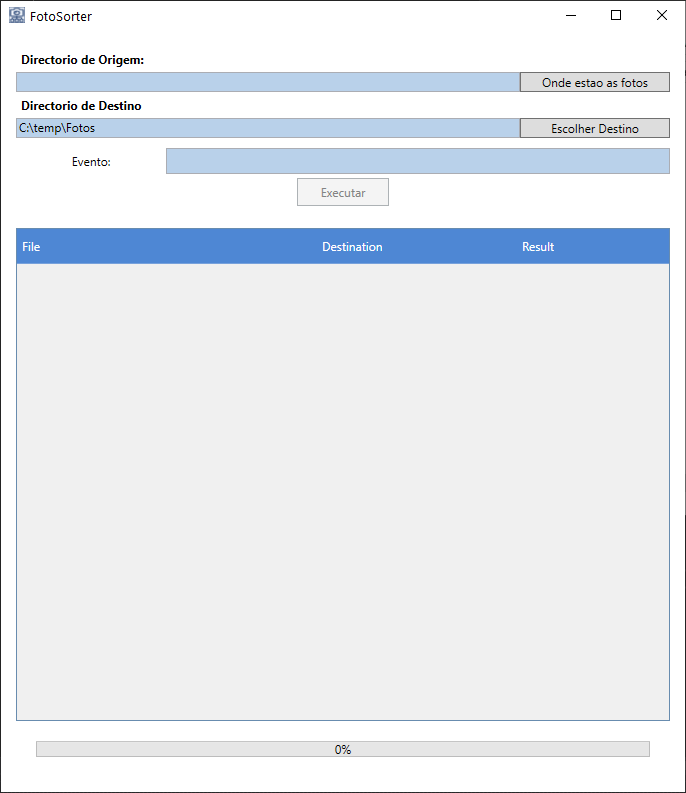 FotoSorter
Directorio de Origem:
Onde estao as fotos
Directorio de Destino
C:\temp\Fotos Escolher Destino
Evento:
Executar
File Destination Result
0%